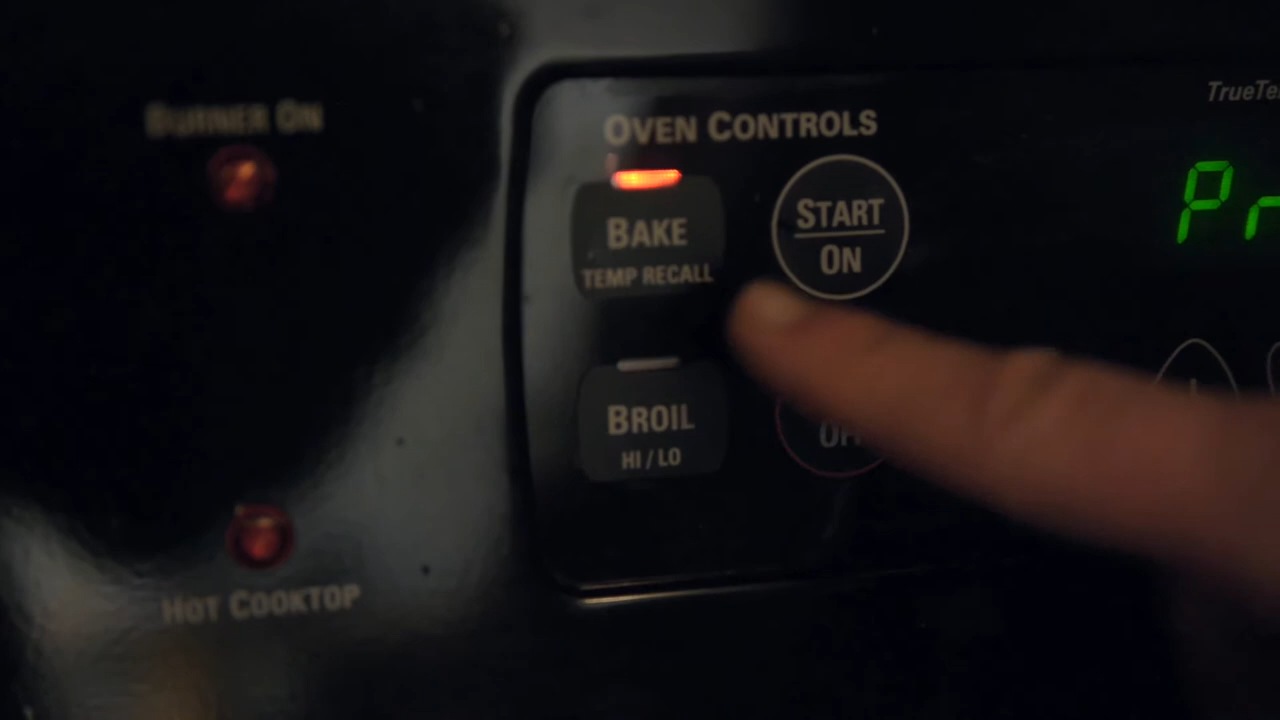 BURNER ON
OVEN CONTROLS
BAKE
TEMP RECALL
START
ON
BROIL
HI / LO
HOT COOKTOP